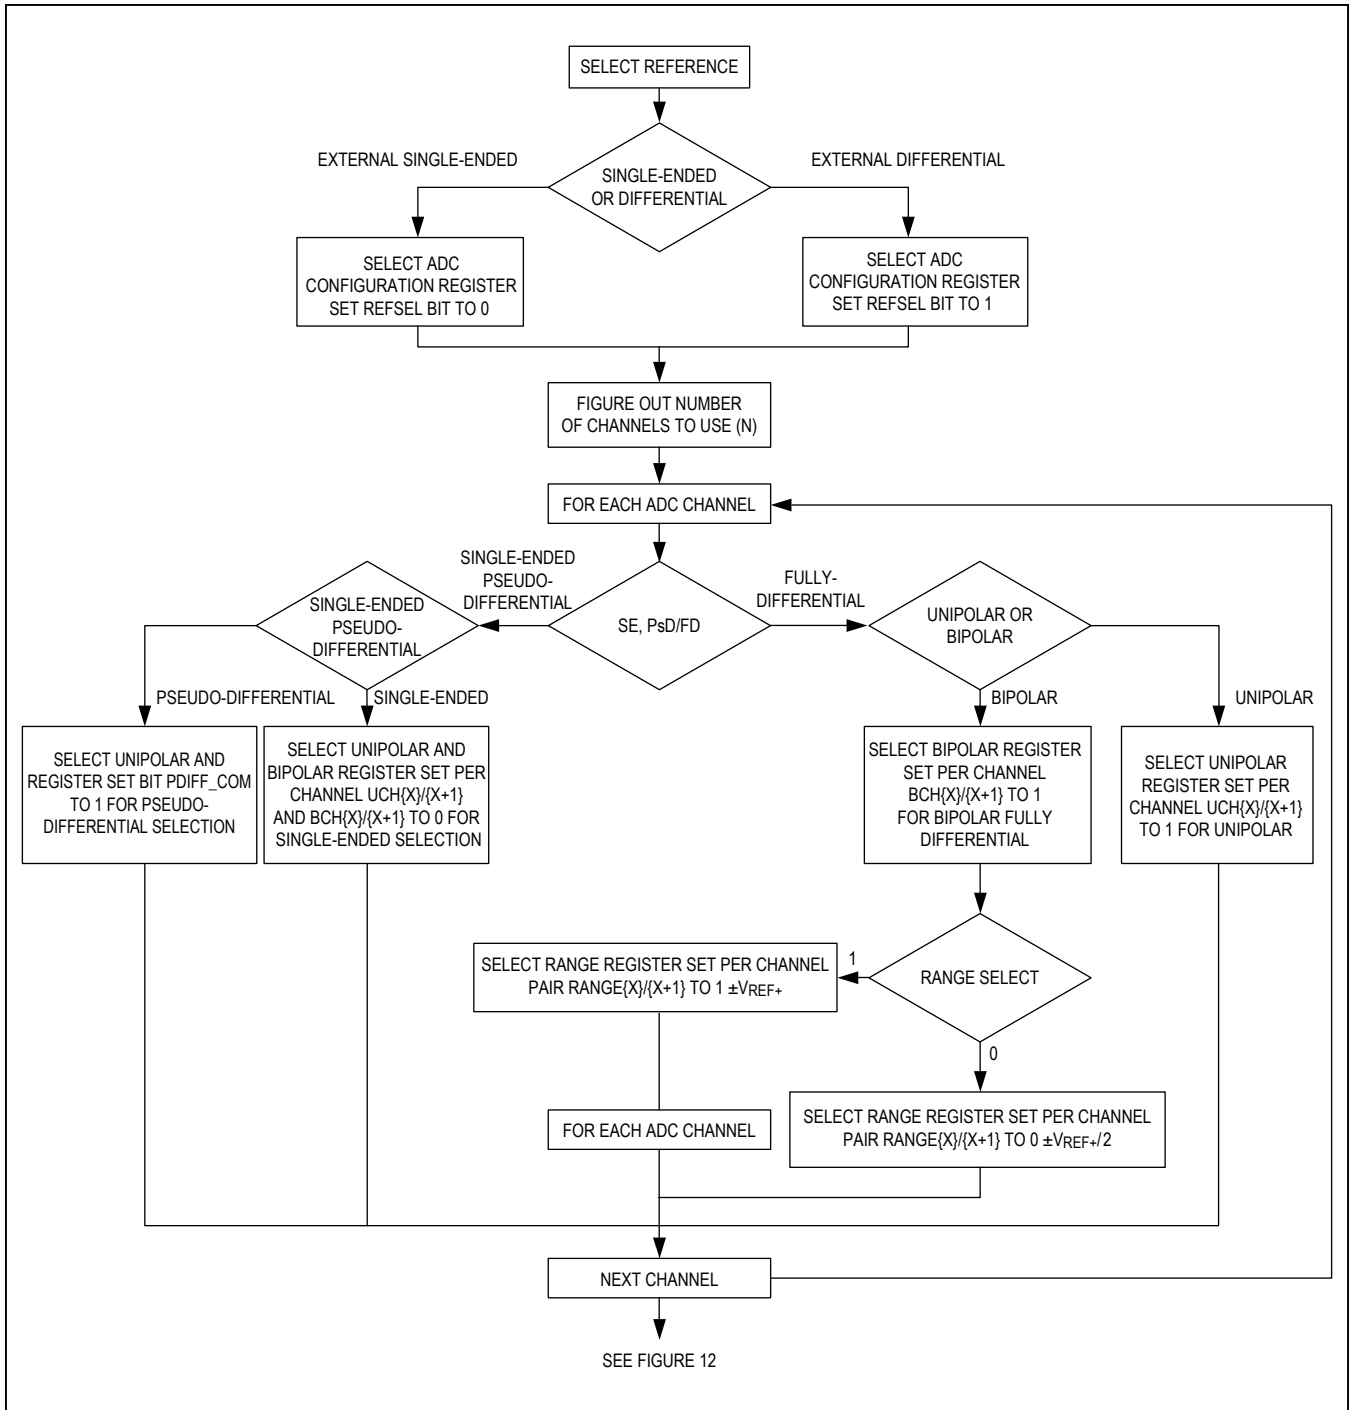 SELECT REFERENCE
EXTERNAL SINGLE-ENDED
EXTERNAL DIFFERENTIAL
SINGLE-ENDED
OR DIFFERENTIAL
SELECT ADC
CONFIGURATION REGISTER
SET REFSEL BIT TO 0
SELECT ADC
CONFIGURATION REGISTER
SET REFSEL BIT TO 1
FIGURE OUT NUMBER
OF CHANNELS TO USE (N)
FOR EACH ADC CHANNEL
SINGLE-ENDED
PSEUDO-
DIFFERENTIAL
FULLY-
DIFFERENTIAL
SINGLE-ENDED
PSEUDO-
DIFFERENTIAL
SE, PsD/FD
UNIPOLAR OR
BIPOLAR
PSEUDO-DIFFERENTIAL
SINGLE-ENDED
BIPOLAR
UNIPOLAR
SELECT UNIPOLAR AND
REGISTER SET BIT PDIFF_COM
TO 1 FOR PSEUDO-
DIFFERENTIAL SELECTION
SELECT UNIPOLAR AND
BIPOLAR REGISTER SET PER
CHANNEL UCH{X}/{X+1}
AND BCH{X}/{X+1} TO 0 FOR
SINGLE-ENDED SELECTION
SELECT BIPOLAR REGISTER
SET PER CHANNEL
BCH{X}/{X+1} TO 1
FOR BIPOLAR FULLY
DIFFERENTIAL
SELECT UNIPOLAR
REGISTER SET PER
CHANNEL UCH{X}/{X+1}
TO 1 FOR UNIPOLAR
SELECT RANGE REGISTER SET PER CHANNEL
PAIR RANGE{X}/{X+1} TO 1 ±VREF+
1
RANGE SELECT
0
FOR EACH ADC CHANNEL
SELECT RANGE REGISTER SET PER CHANNEL
PAIR RANGE{X}/{X+1} TO 0 ±VREF+/2
NEXT CHANNEL
SEE FIGURE 12